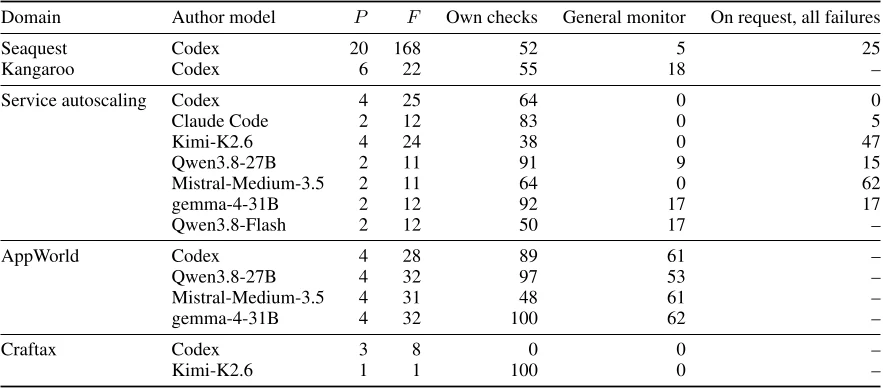 Domain Author model P F Own checks General monitor On request, all failures
Seaquest Codex 20 168 52 5 25
Kangaroo Codex 6 22 55 18 –
Service autoscaling Codex 4 25 64 0 0
Claude Code 2 12 83 0 5
Kimi-K2.6 4 24 38 0 47
Qwen3.8-27B 2 11 91 9 15
Mistral-Medium-3.5 2 11 64 0 62
gemma-4-31B 2 12 92 17 17
Qwen3.8-Flash 2 12 50 17 –
AppWorld Codex 4 28 89 61 –
Qwen3.8-27B 4 32 97 53 –
Mistral-Medium-3.5 4 31 48 61 –
gemma-4-31B 4 32 100 62 –
Craftax Codex 3 8 0 0 –
Kimi-K2.6 1 1 100 0 –